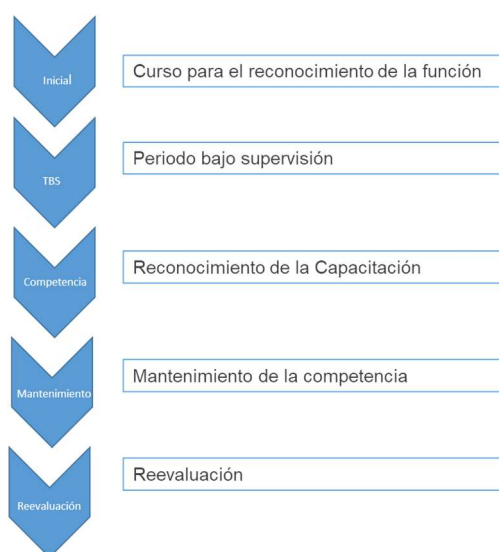 Inicial
Curso para el reconocimiento de la función
TBS
Periodo bajo supervisión
Competencia
Reconocimiento de la Capacitación
Mantenimiento
Mantenimiento de la competencia
Reevaluación
Reevaluación